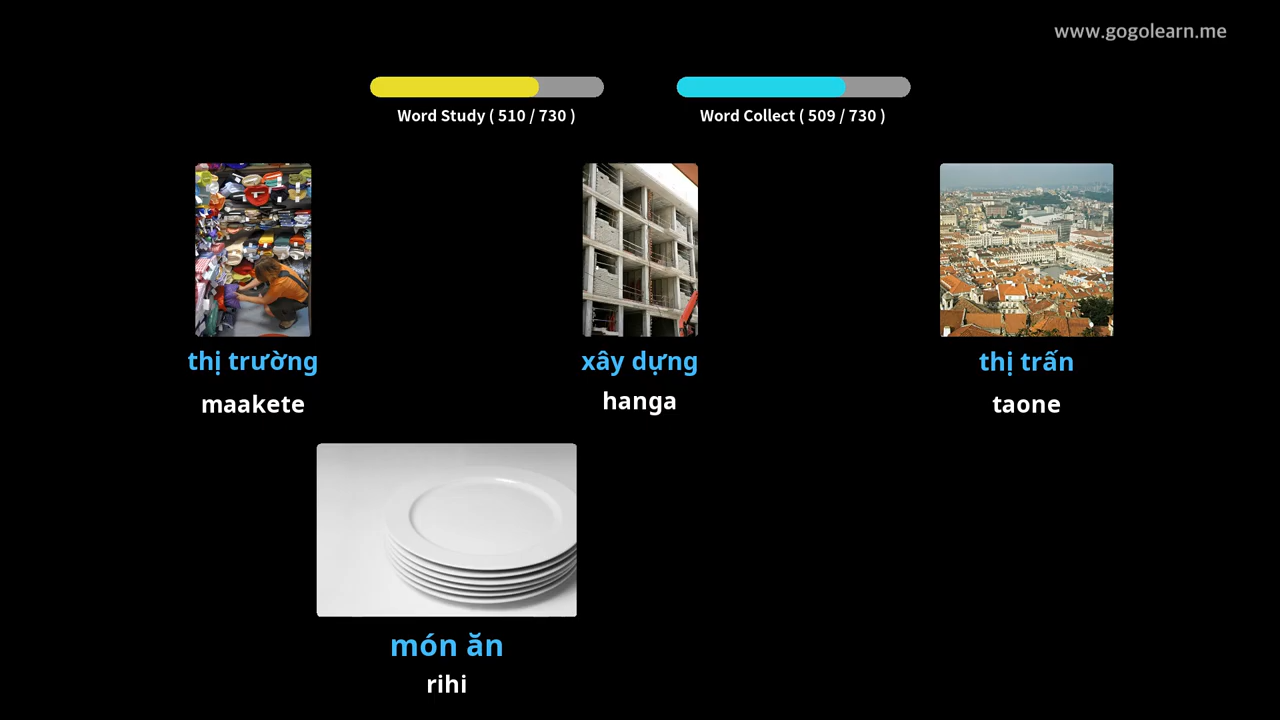 www.gogolearn.me
Word Study ( 510 / 730 )
Word Collect ( 509 / 730 )
thị trường
maakete
xây dựng
hanga
thị trấn
taone
món ăn
rihi